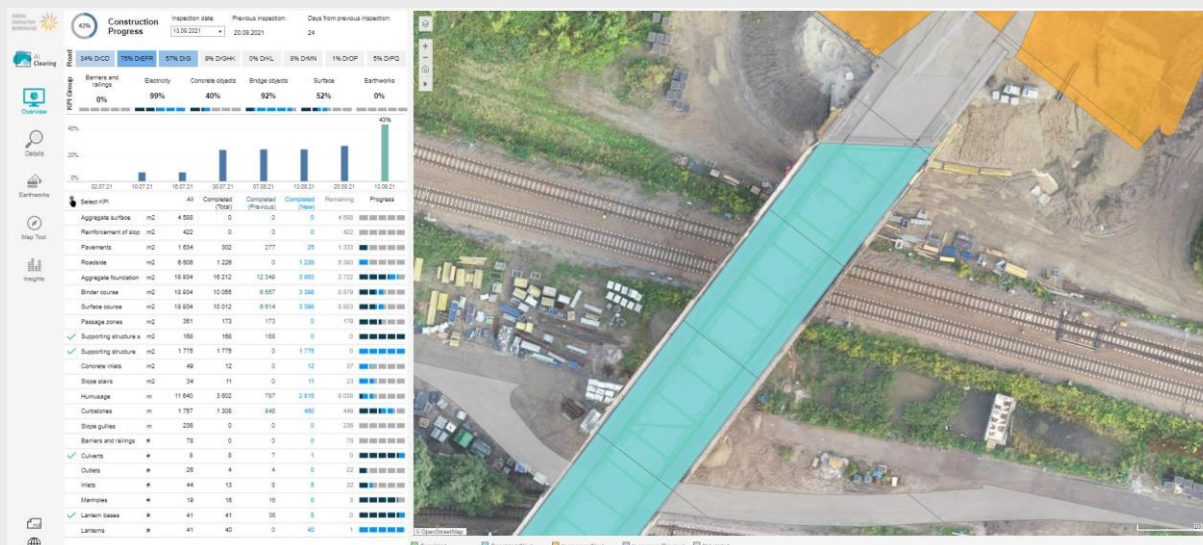 43%
Construction Progress
Inspection date: Previous inspection: Days from previous inspection:
13.09.2021 20.08.2021 24
AI Clearing
Overview
Details
Earthworks
Map Tool
Insights
Road 34% DrCD 75% DrEFR 57% DrG 9% DrGHK 0% DrKL 8% DrMN 1% DrOP 5% DrPQ
KPI Group Barriers and railings Electricity Concrete objects Bridge objects Surface Earthworks
0% 99% 40% 92% 52% 0%
43%
40%
20%
0%
02.07.21 10.07.21 16.07.21 30.07.21 07.08.21 13.08.21 20.08.21 13.09.21
Select KPI All Completed (Total) Completed (Previous) Completed (New) Remaining Progress
Aggregate surface m2 4 588 0 0 0 4 588
Reinforcement of slop m2 422 0 0 0 422
Pavements m2 1 634 302 277 25 1 333
Roadside m2 6 606 1 226 0 1 226 5 380
Aggregate foundation m2 18 934 16 212 12 349 3 863 2 722
Binder course m2 18 934 10 055 6 657 3 398 8 879
Surface course m2 18 934 10 012 6 614 3 398 8 923
Passage zones m2 351 173 173 0 179
Supporting structure s m2 168 168 168 0 0
Supporting structure m2 1 775 1 775 0 1 775 0
Concrete inlets m2 49 12 0 12 37
Slope stairs m2 34 11 0 11 23
Humusage m 11 640 3 602 787 2 815 8 038
Curbstones m 1 757 1 308 848 460 449
Slope gullies m 236 0 0 0 236
Barriers and railings # 78 0 0 0 78
Culverts # 8 8 7 1 0
Outlets # 26 4 4 0 22
Inlets # 44 13 8 5 32
Manholes # 19 16 16 0 3
Lantern bases # 41 41 36 5 0
Lanterns # 41 40 0 40 1
© OpenStreetMap